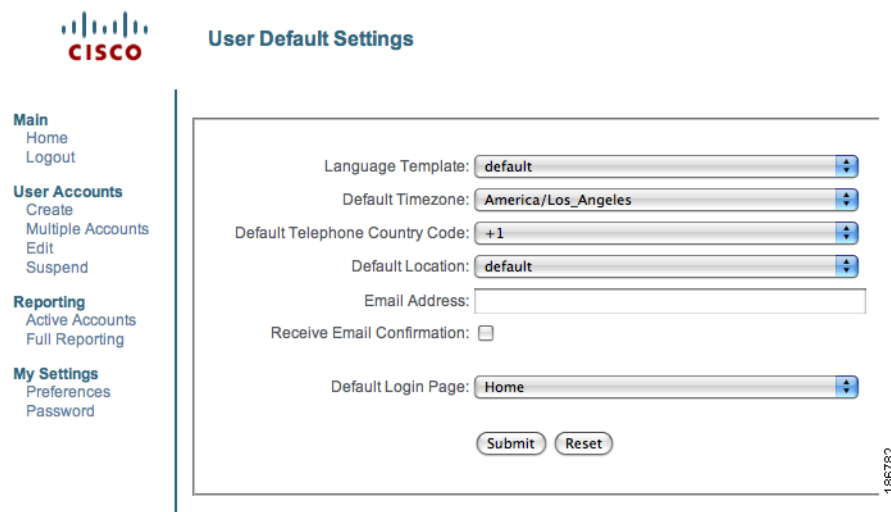 CISCO
User Default Settings
Main
Home
Logout
User Accounts
Create
Multiple Accounts
Edit
Suspend
Reporting
Active Accounts
Full Reporting
My Settings
Preferences
Password
Language Template: default
Default Timezone: America/Los_Angeles
Default Telephone Country Code: +1
Default Location: default
Email Address:
Receive Email Confirmation:
Default Login Page: Home
Submit Reset
186782